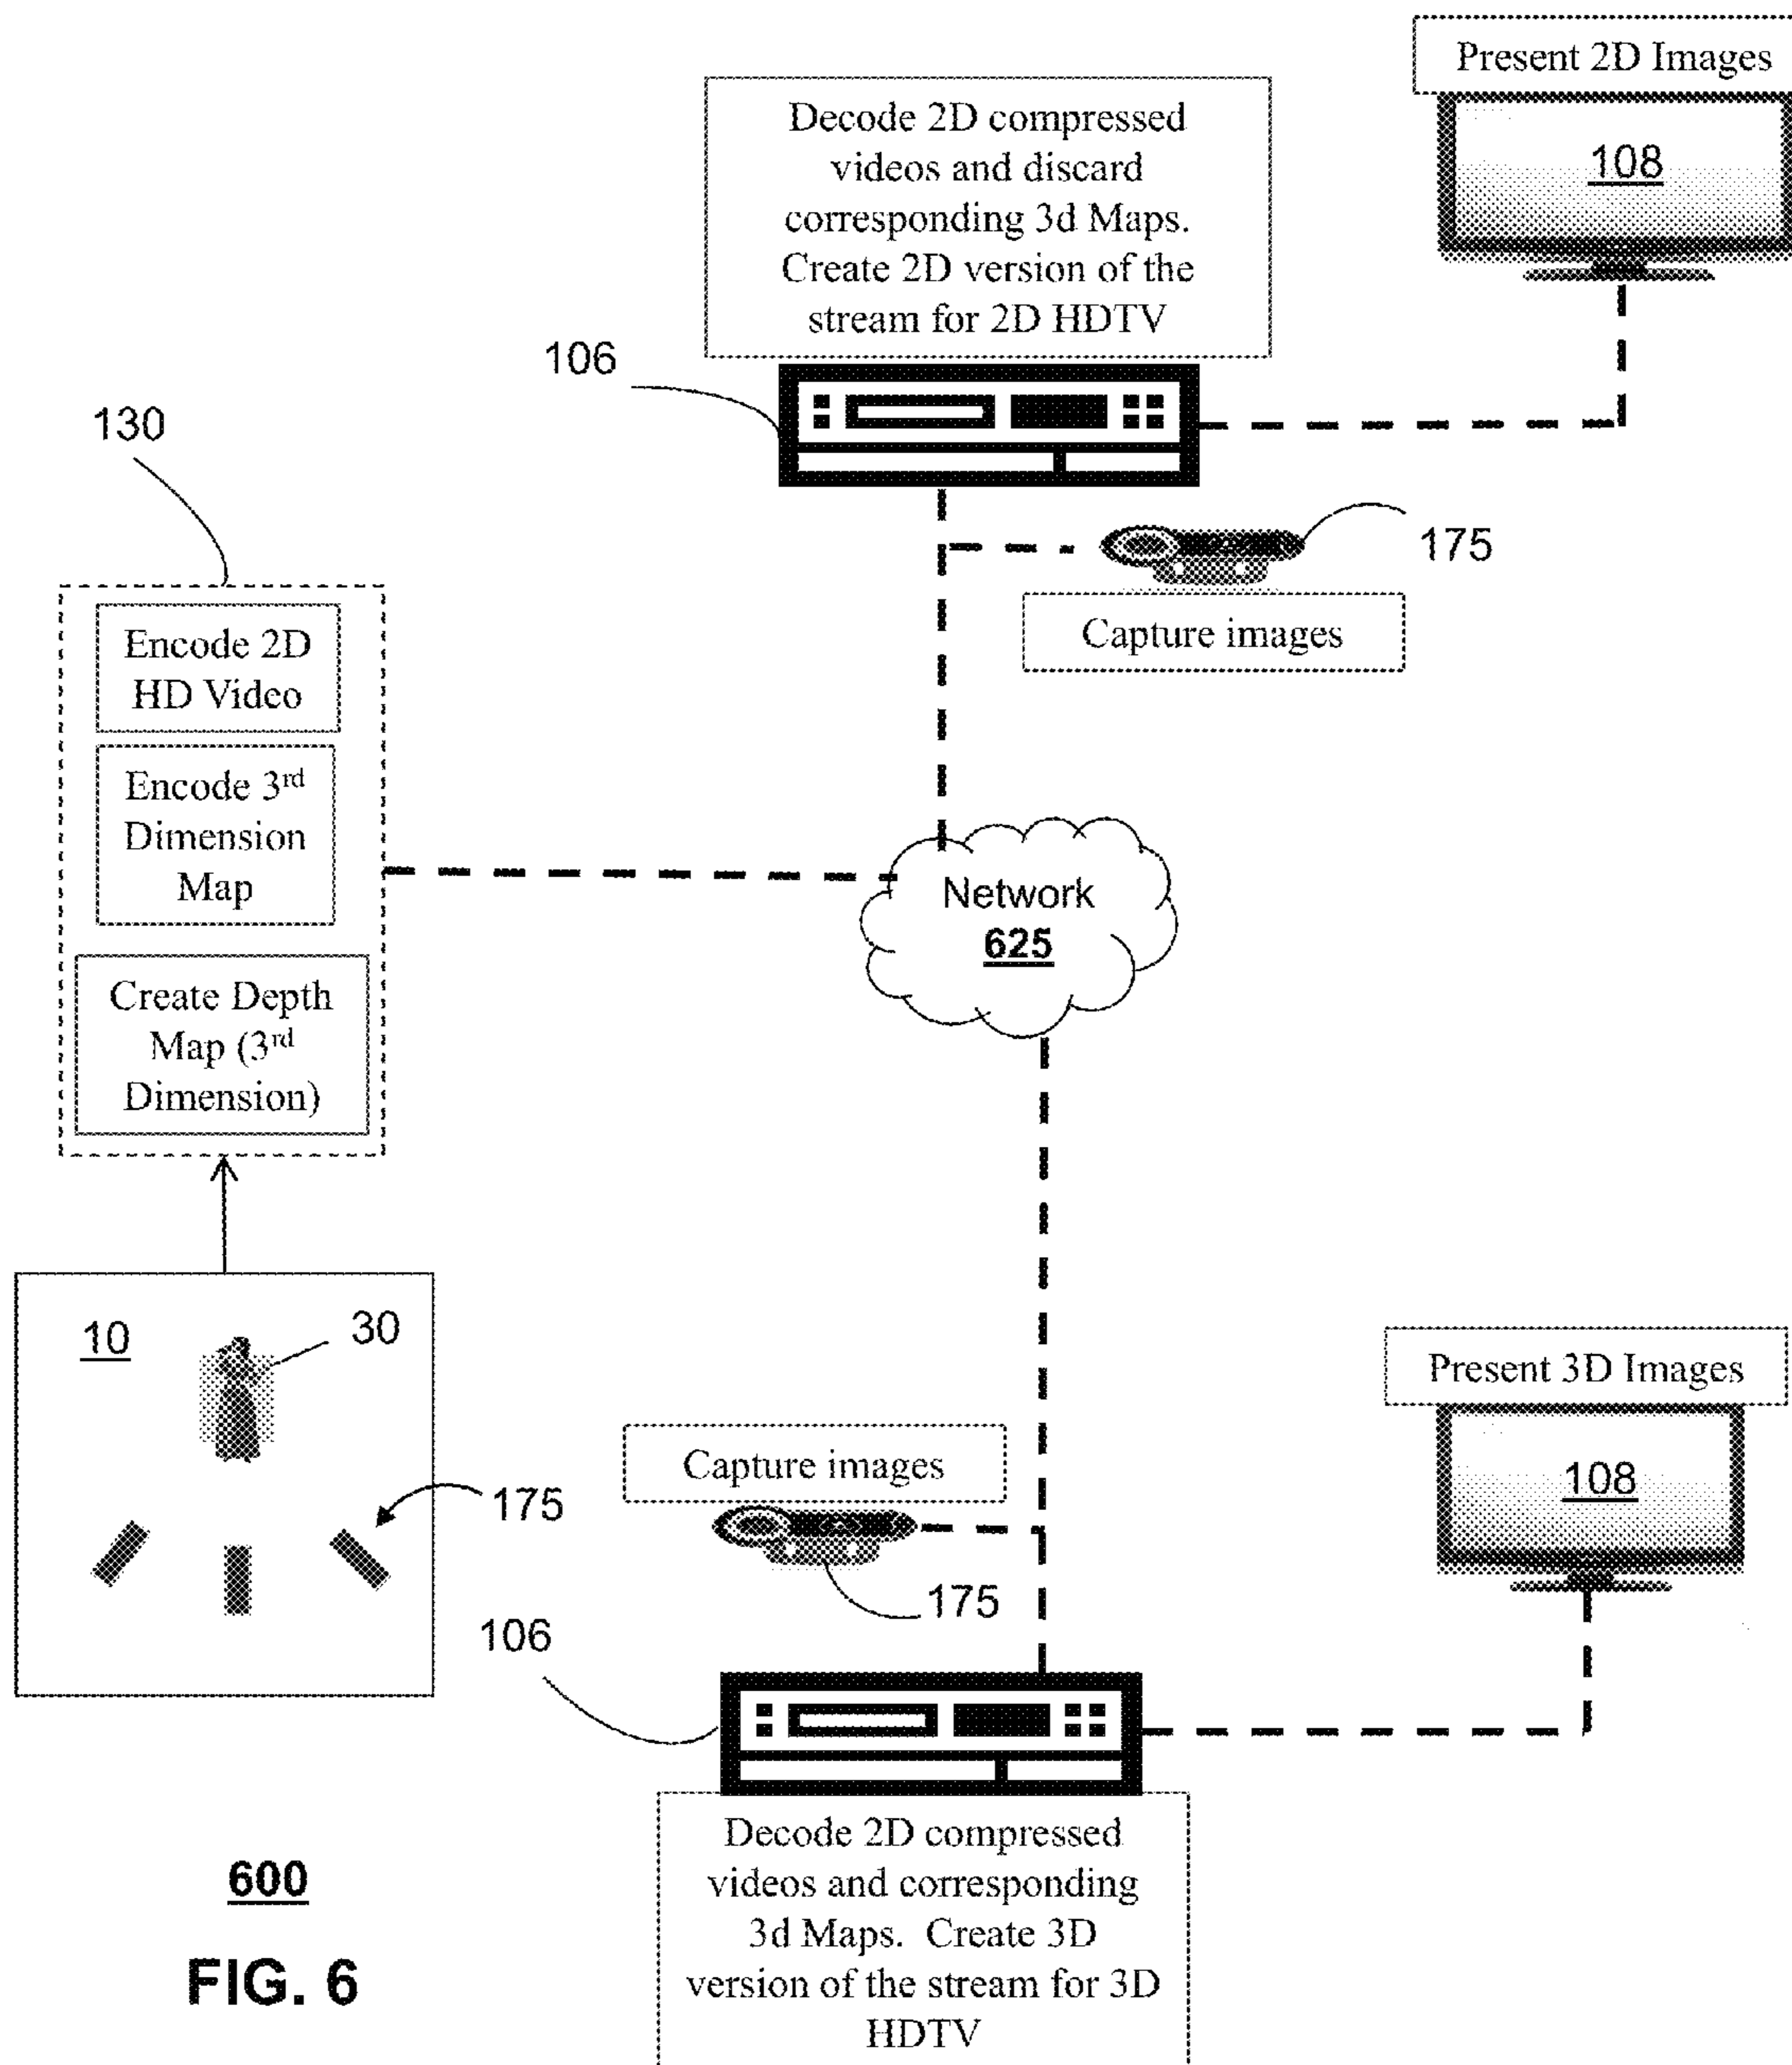 Present 2D Images
108
Decode 2D compressed
videos and discard
corresponding 3d Maps.
Create 2D version of the
stream for 2D HDTV
106
175
Capture images
130
Encode 2D
HD Video
Encode 3rd
Dimension
Map
Create Depth
Map (3rd
Dimension)
Network
625
10
30
175
Capture images
175
Present 3D Images
108
106
Decode 2D compressed
videos and corresponding
3d Maps. Create 3D
version of the stream for 3D
HDTV
600
FIG. 6